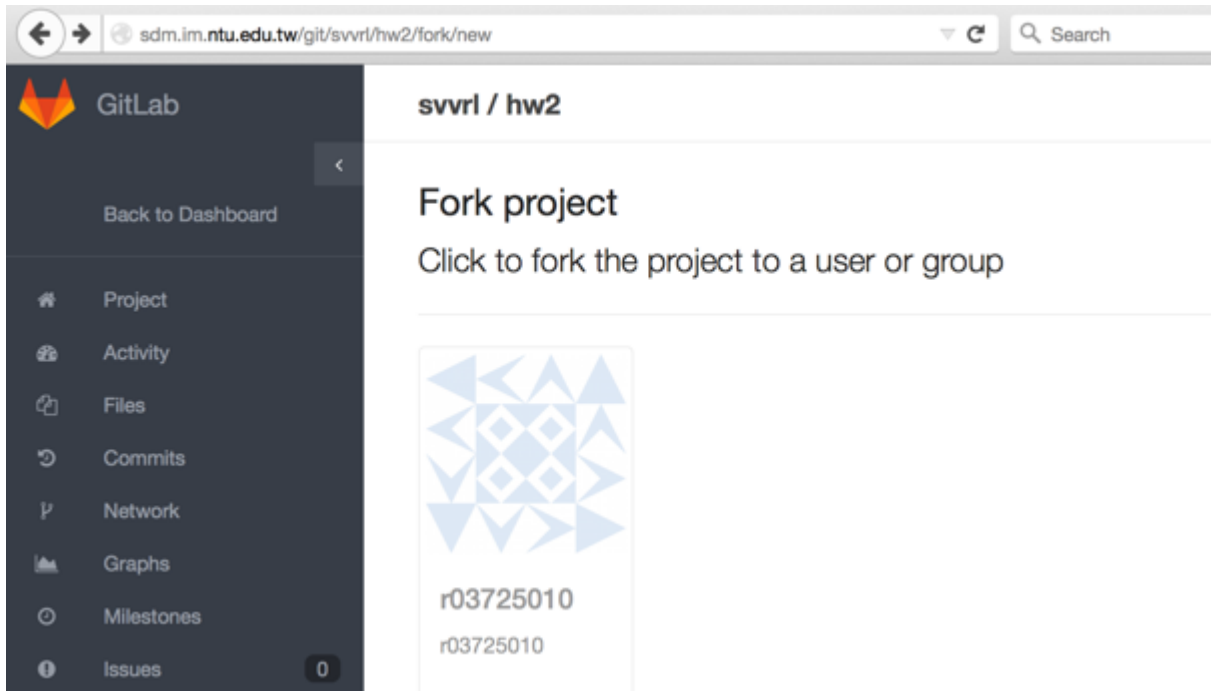 sdm.im.ntu.edu.tw/git/svvrl/hw2/fork/new
Search
GitLab
svvrl / hw2
Back to Dashboard
Fork project
Click to fork the project to a user or group
Project
Activity
Files
Commits
Network
Graphs
Milestones
Issues 0
r03725010
r03725010